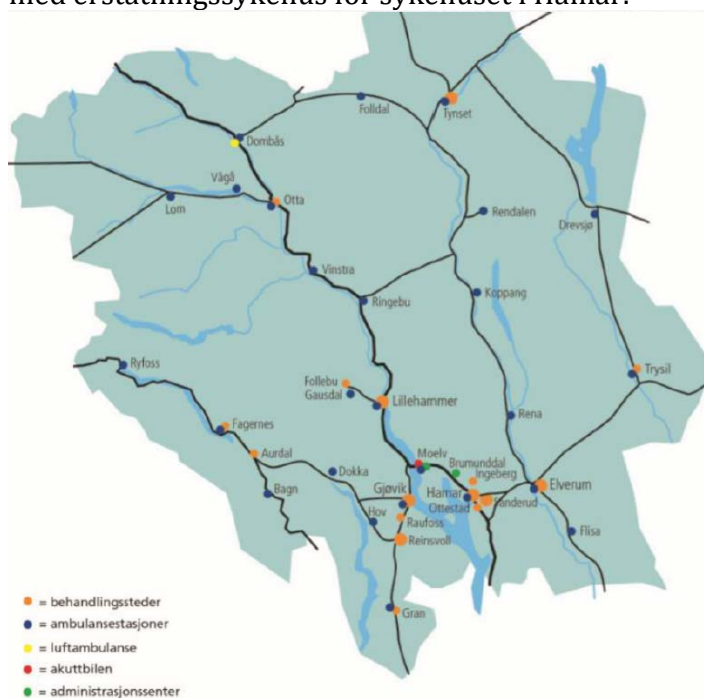 med erstatningssykehus for sykehuset i Hamar.
Tynset
Folldal
Dombås
Vågå
Otta
Lom
Rendalen
Drevsjø
Vinstra
Koppang
Ringebu
Ryfoss
Trysil
Follebu
Gausdal
Lillehammer
Rena
Fagernes
Aurdal
Moelv
Brumunddal
Ingeberg
Dokka
Bagn
Gjøvik
Hamar
Elverum
Sanderud
Ottestad
Hov
Raufoss
Flisa
Reinsvoll
Gran
= behandlingssteder
= ambulansestasjoner
= luftambulanse
= akuttbilen
= administrasjonssenter